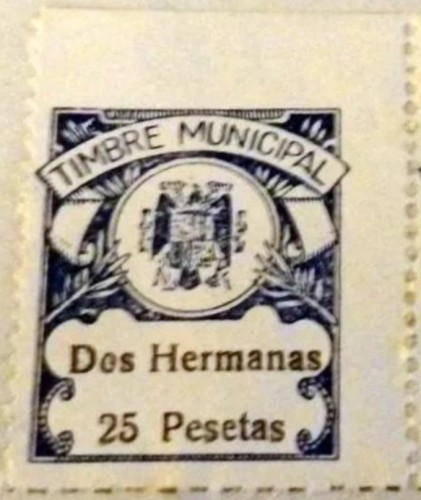 TIMBRE MUNICIPAL
Dos Hermanas
25 Pesetas